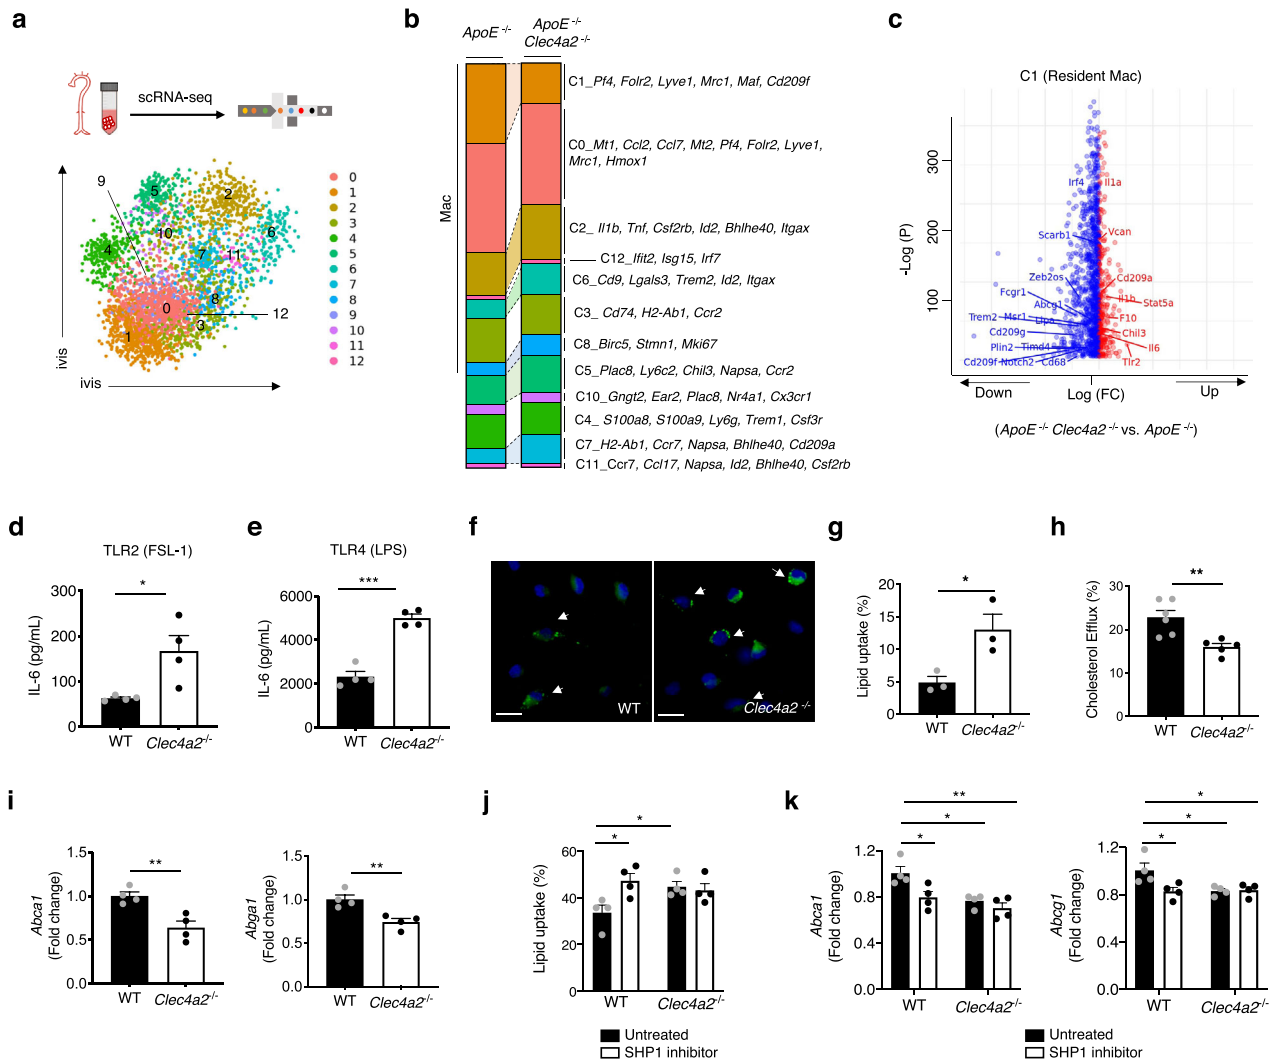 a
scRNA-seq
9
5
2
10
6
4
7
11
8
0
12
3
1
ivis
ivis
0
1
2
3
4
5
6
7
8
9
10
11
12
b
ApoE -/-
ApoE -/-
Clec4a2 -/-
Mac
C1_Pf4, Folr2, Lyve1, Mrc1, Maf, Cd209f
C0_Mt1, Ccl2, Ccl7, Mt2, Pf4, Folr2, Lyve1,
Mrc1, Hmox1
C2_ Il1b, Tnf, Csf2rb, Id2, Bhlhe40, Itgax
C12_Ifit2, Isg15, Irf7
C6_Cd9, Lgals3, Trem2, Id2, Itgax
C3_ Cd74, H2-Ab1, Ccr2
C8_Birc5, Stmn1, Mki67
C5_Plac8, Ly6c2, Chil3, Napsa, Ccr2
C10_Gngt2, Ear2, Plac8, Nr4a1, Cx3cr1
C4_ S100a8, S100a9, Ly6g, Trem1, Csf3r
C7_H2-Ab1, Ccr7, Napsa, Bhlhe40, Cd209a
C11_Ccr7, Ccl17, Napsa, Id2, Bhlhe40, Csf2rb
c
C1 (Resident Mac)
-Log (P)
300
200
100
Irf4
Il1a
Scarb1
Vcan
Zeb2os
Cd209a
Fcgr1
Il1b
Abcg1
Stat5a
Trem2
Msr1
Lipa
F10
Cd209g
Chil3
Plin2
Timd4
Il6
Cd209f
Notch2
Cd68
Tlr2
Down
Log (FC)
Up
(ApoE -/- Clec4a2 -/- vs. ApoE -/-)
d
TLR2 (FSL-1)
*
IL-6 (pg/mL)
300
200
100
0
WT
Clec4a2-/-
e
TLR4 (LPS)
***
IL-6 (pg/mL)
6000
4000
2000
0
WT
Clec4a2-/-
f
WT
Clec4a2 -/-
g
*
Lipid uptake (%)
20
15
10
5
0
WT
Clec4a2-/-
h
**
Cholesterol Efflux (%)
30
20
10
0
WT
Clec4a2-/-
i
**
Abca1
(Fold change)
1.5
1.0
0.5
0.0
WT
Clec4a2-/-
**
Abga1
(Fold change)
1.5
1.0
0.5
0.0
WT
Clec4a2-/-
j
*
*
Lipid uptake (%)
60
40
20
0
WT
Clec4a2-/-
Untreated
SHP1 inhibitor
k
**
*
*
Abca1
(Fold change)
1.2
0.8
0.4
0.0
WT
Clec4a2-/-
*
*
*
Abcg1
(Fold change)
1.2
0.8
0.4
0.0
WT
Clec4a2-/-
Untreated
SHP1 inhibitor